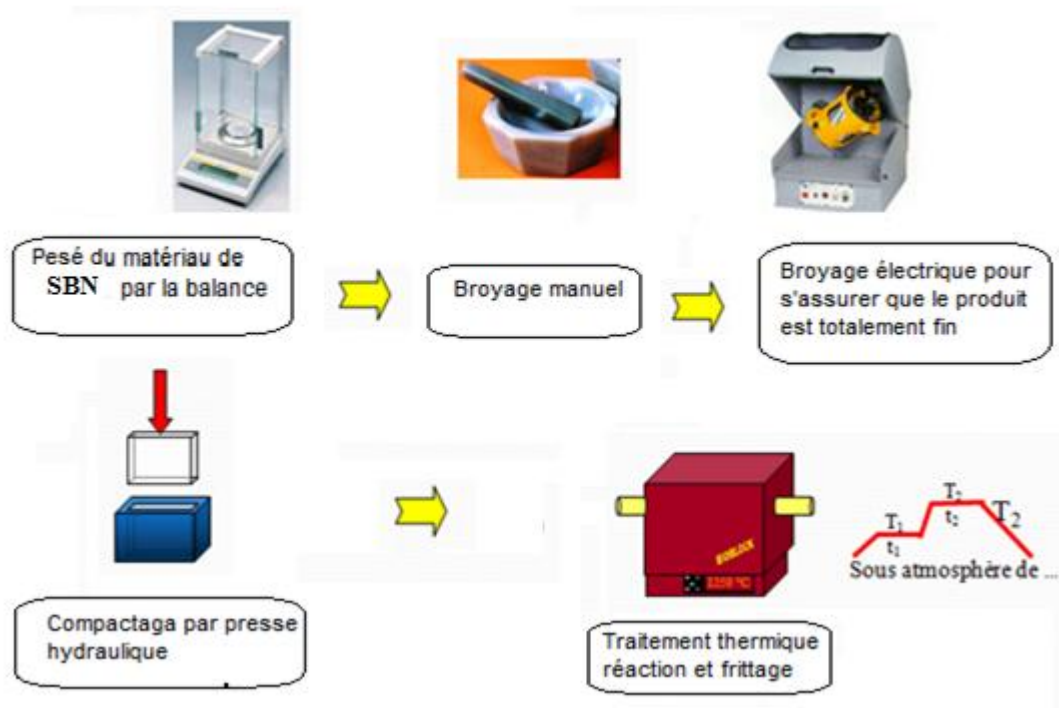 Pesé du matériau de
SBN par la balance
Broyage manuel
Broyage électrique pour
s'assurer que le produit
est totalement fin
Compactaga par presse
hydraulique
T₁
t₁
T₂
t₂
T₂
Sous atmosphère de ...
Traitement thermique
réaction et frittage